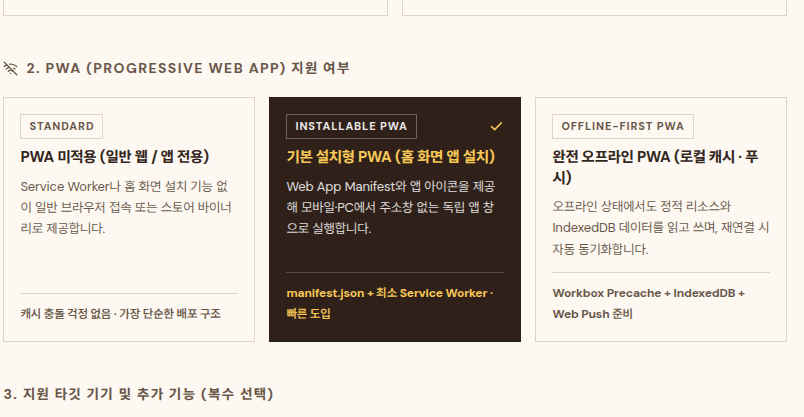 2. PWA (PROGRESSIVE WEB APP) 지원 여부
STANDARD
PWA 미적용 (일반 웹 / 앱 전용)
Service Worker나 홈 화면 설치 기능 없
이 일반 브라우저 접속 또는 스토어 바이너
리로 제공합니다.
캐시 충돌 걱정 없음 · 가장 단순한 배포 구조
INSTALLABLE PWA
기본 설치형 PWA (홈 화면 앱 설치)
Web App Manifest와 앱 아이콘을 제공
해 모바일·PC에서 주소창 없는 독립 앱 창
으로 실행합니다.
manifest.json + 최소 Service Worker ·
빠른 도입
OFFLINE-FIRST PWA
완전 오프라인 PWA (로컬 캐시 · 푸
시)
오프라인 상태에서도 정적 리소스와
IndexedDB 데이터를 읽고 쓰며, 재연결 시
자동 동기화합니다.
Workbox Precache + IndexedDB +
Web Push 준비
3. 지원 타깃 기기 및 추가 기능 (복수 선택)